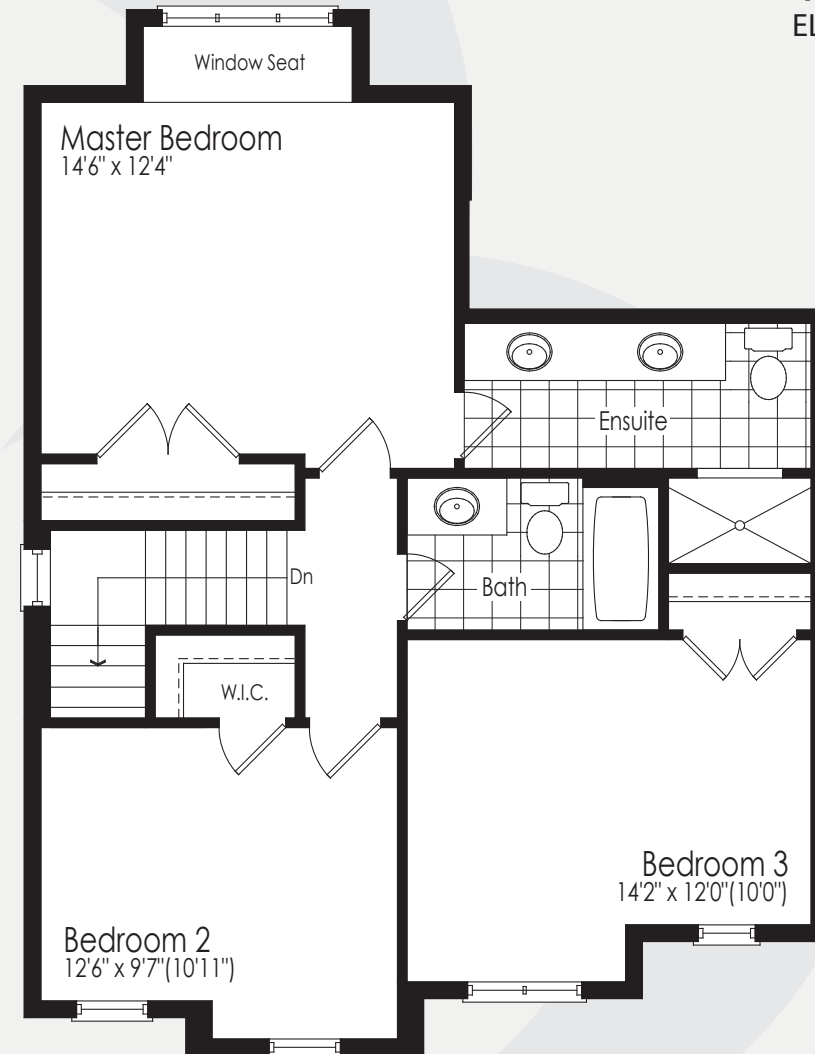 EL
Window Seat
Master Bedroom
14'6" x 12'4"
Ensuite
Dn
Bath
W.I.C.
Bedroom 3
14'2" x 12'0"(10'0")
Bedroom 2
12'6" x 9'7"(10'11")